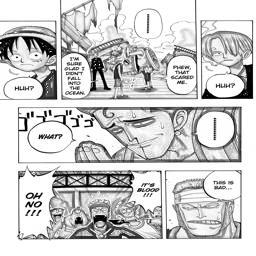 HUH?
PHEW,
THAT
SCARED
ME.
I'M
SURE
GLAD I
DIDN'T
FALL
INTO
THE
OCEAN.
HUH?
WHAT?
THIS IS
BAD...
IT'S
BLOOD
!!!
OH
NO
!!!